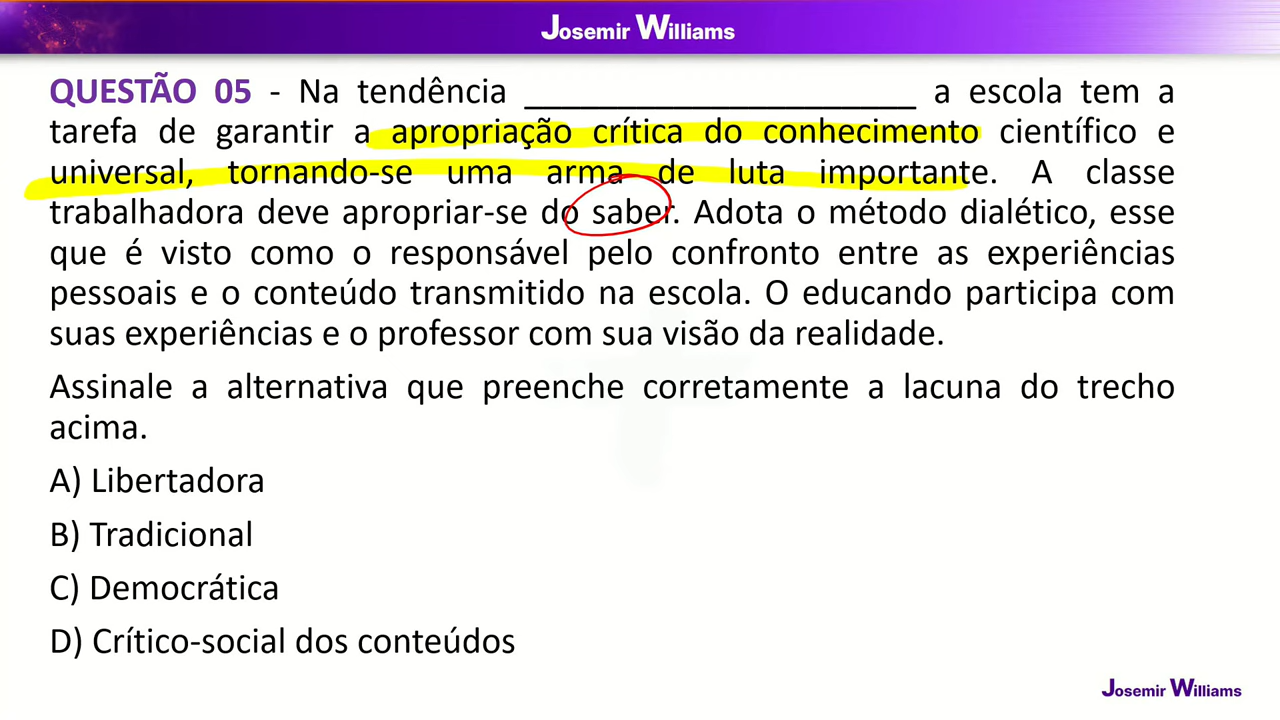 Josemir Williams
QUESTÃO 05 - Na tendência ______________________ a escola tem a
tarefa de garantir a apropriação crítica do conhecimento científico e
universal, tornando-se uma arma de luta importante. A classe
trabalhadora deve apropriar-se do saber. Adota o método dialético, esse
que é visto como o responsável pelo confronto entre as experiências
pessoais e o conteúdo transmitido na escola. O educando participa com
suas experiências e o professor com sua visão da realidade.
Assinale a alternativa que preenche corretamente a lacuna do trecho
acima.
A) Libertadora
B) Tradicional
C) Democrática
D) Crítico-social dos conteúdos
Josemir Williams